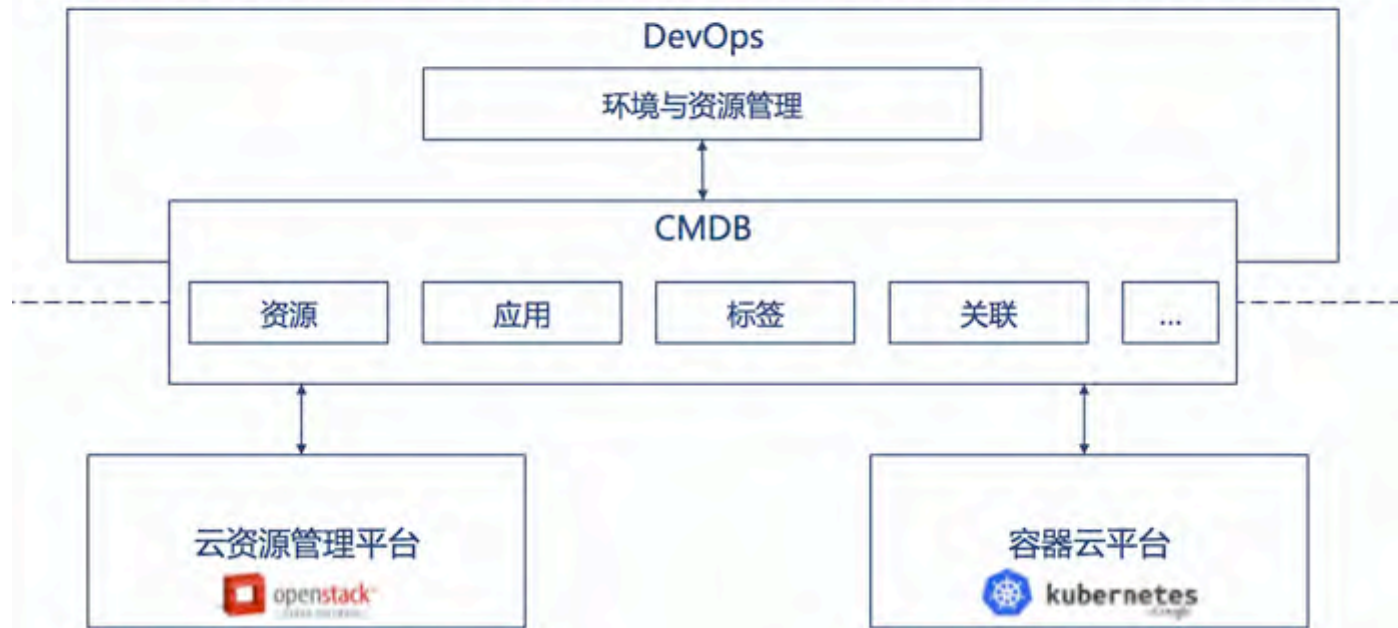 DevOps
环境与资源管理
CMDB
资源 应用 标签 关联 ...
云资源管理平台 容器云平台
openstack kubernetes